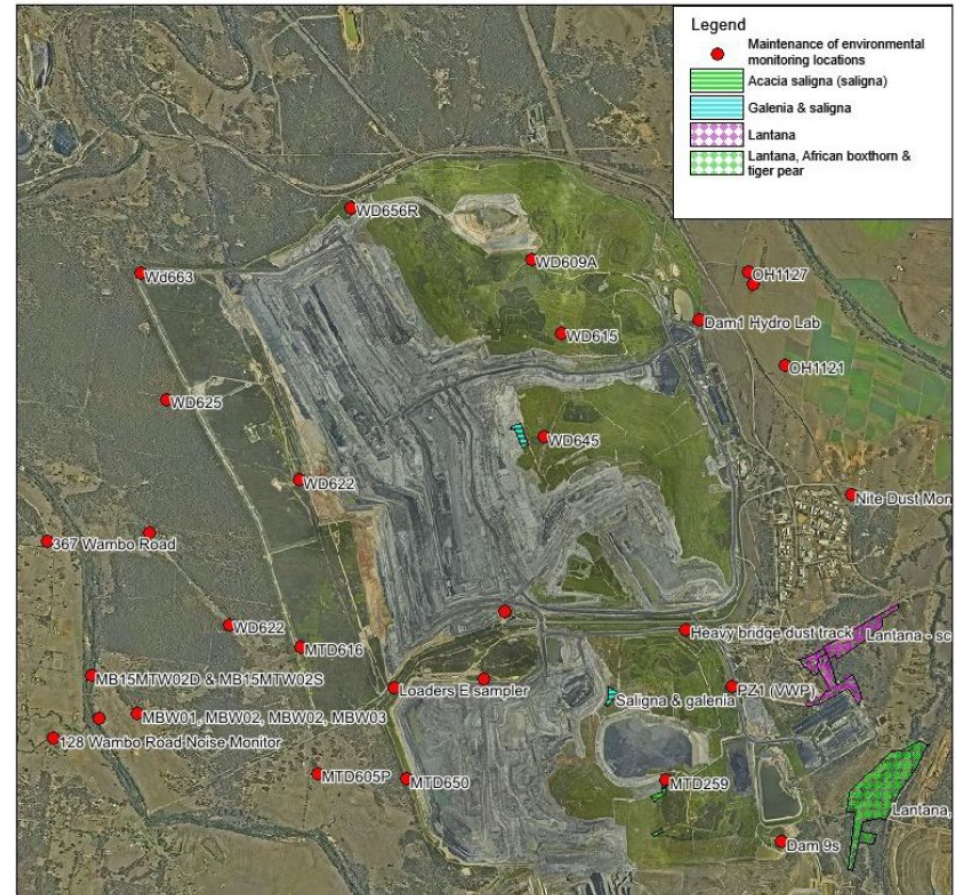 Legend
Maintenance of environmental
monitoring locations
Acacia saligna (saligna)
Galenia & saligna
Lantana
Lantana, African boxthorn &
tiger pear
WD656R
WD609A
Wd663
OH1127
Dam1 Hydro Lab
WD615
OH1121
WD625
WD645
WD622
Nite Dust Mon
367 Wambo Road
WD622
Heavy bridge dust track
Lantana - sc
MTD616
MB15MTW02D & MB15MTW02S
Loaders E sampler
PZ1 (VWP)
Saligna & galenia
MBW01, MBW02, MBW02, MBW03
128 Wambo Road Noise Monitor
MTD605P
MTD650
MTD259
Lantana,
Dam 9s